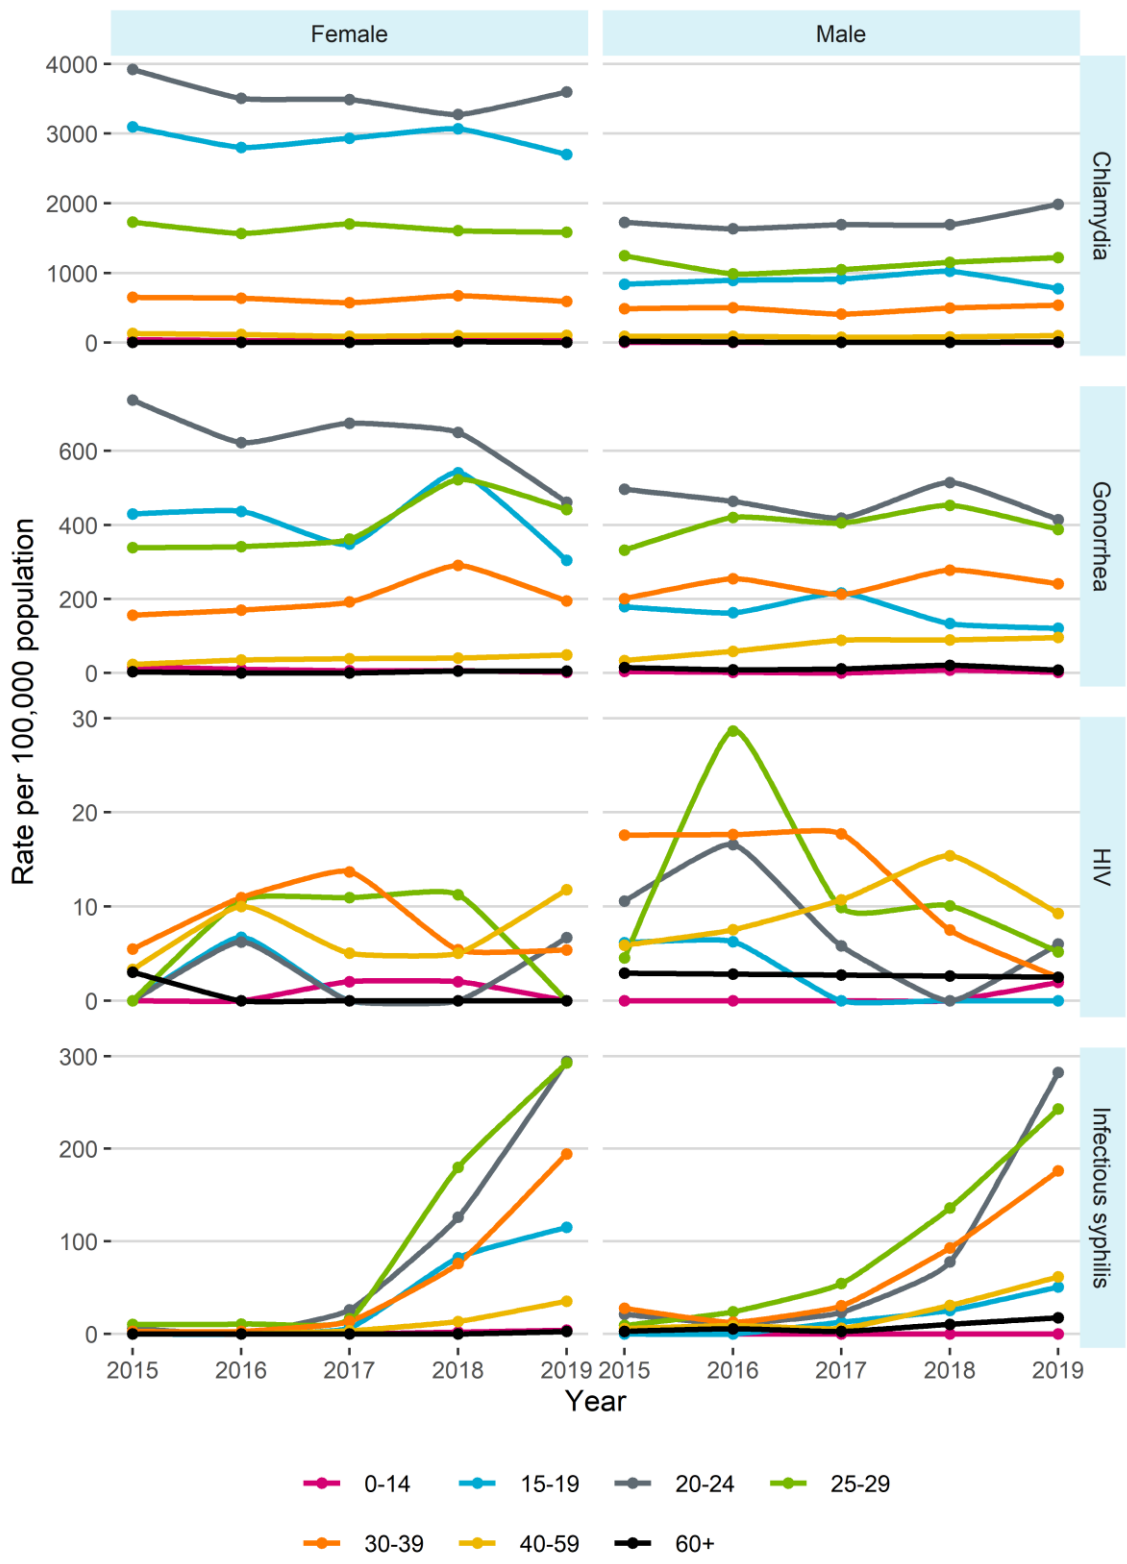 Female Male
4000
3000
2000
1000
0
Chlamydia
600
400
200
0
Gonorrhea
30
20
10
0
HIV
300
200
100
0
Infectious syphilis
Rate per 100,000 population
2015 2016 2017 2018 2019 2015 2016 2017 2018 2019
Year
0-14 15-19 20-24 25-29
30-39 40-59 60+